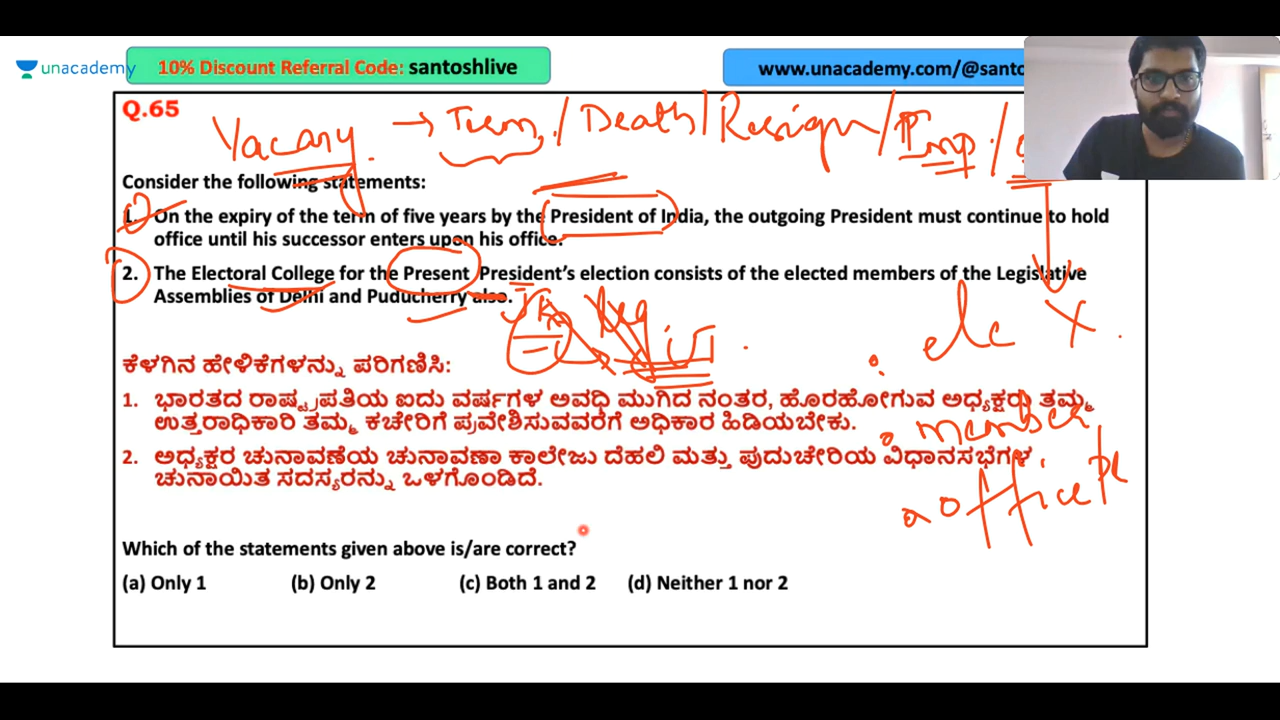 unacademy
10% Discount Referral Code: santoshlive
www.unacademy.com/@santo
Q.65
Vacany → Term / Death / Resign / Imp /
Consider the following statements:
1. On the expiry of the term of five years by the President of India, the outgoing President must continue to hold
office until his successor enters upon his office.
2. The Electoral College for the Present President's election consists of the elected members of the Legislative
Assemblies of Delhi and Puducherry also.
elc X
ಕೆಳಗಿನ ಹೇಳಿಕೆಗಳನ್ನು ಪರಿಗಣಿಸಿ:
1. ಭಾರತದ ರಾಷ್ಟ್ರಪತಿಯ ಐದು ವರ್ಷಗಳ ಅವಧಿ ಮುಗಿದ ನಂತರ, ಹೊರಹೋಗುವ ಅಧ್ಯಕ್ಷರು ತಮ್ಮ
ಉತ್ತರಾಧಿಕಾರಿ ತಮ್ಮ ಕಚೇರಿಗೆ ಪ್ರವೇಶಿಸುವವರೆಗೆ ಅಧಿಕಾರ ಹಿಡಿಯಬೇಕು.
member
2. ಅಧ್ಯಕ್ಷರ ಚುನಾವಣೆಯ ಚುನಾವಣಾ ಕಾಲೇಜು ದೆಹಲಿ ಮತ್ತು ಪುದುಚೇರಿಯ ವಿಧಾನಸಭೆಗಳ
ಚುನಾಯಿತ ಸದಸ್ಯರನ್ನು ಒಳಗೊಂಡಿದೆ.
office
Which of the statements given above is/are correct?
(a) Only 1 (b) Only 2 (c) Both 1 and 2 (d) Neither 1 nor 2